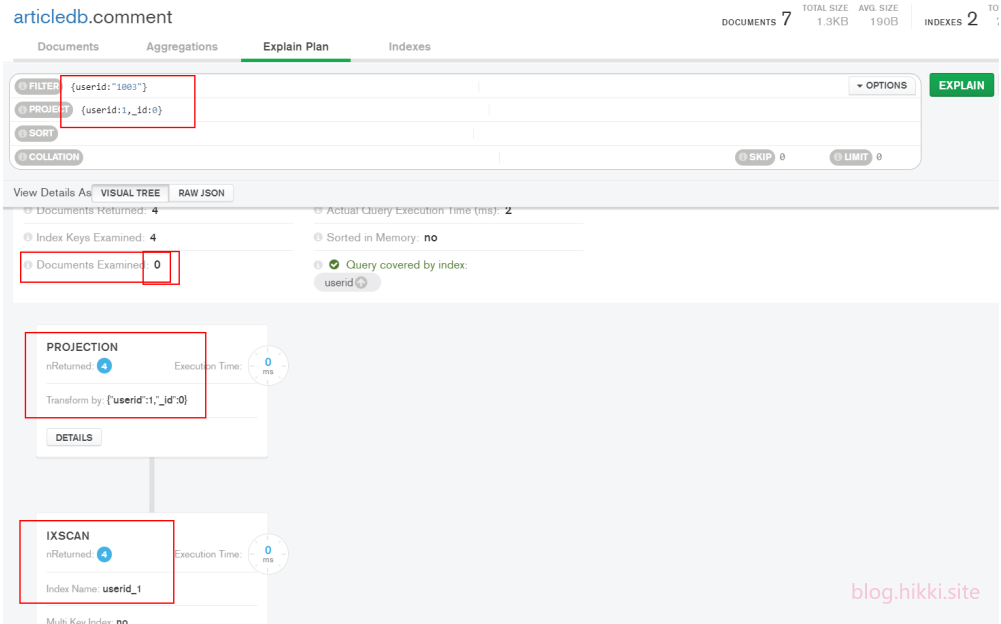 articledb.comment
DOCUMENTS 7 TOTAL SIZE 1.3KB AVG. SIZE 190B INDEXES 2
Documents Aggregations Explain Plan Indexes
FILTER {userid:"1003"} OPTIONS EXPLAIN
PROJECT {userid:1,_id:0}
SORT
COLLATION SKIP 0 LIMIT 0
View Details As VISUAL TREE RAW JSON
Documents Returned: 4 Actual Query Execution Time (ms): 2
Index Keys Examined: 4 Sorted in Memory: no
Documents Examined: 0 Query covered by index:
userid
PROJECTION
nReturned: 4 Execution Time: 0 ms
Transform by: {"userid":1,"_id":0}
DETAILS
IXSCAN
nReturned: 4 Execution Time: 0 ms
Index Name: userid_1
Multi Key Index: no
blog.hikki.site